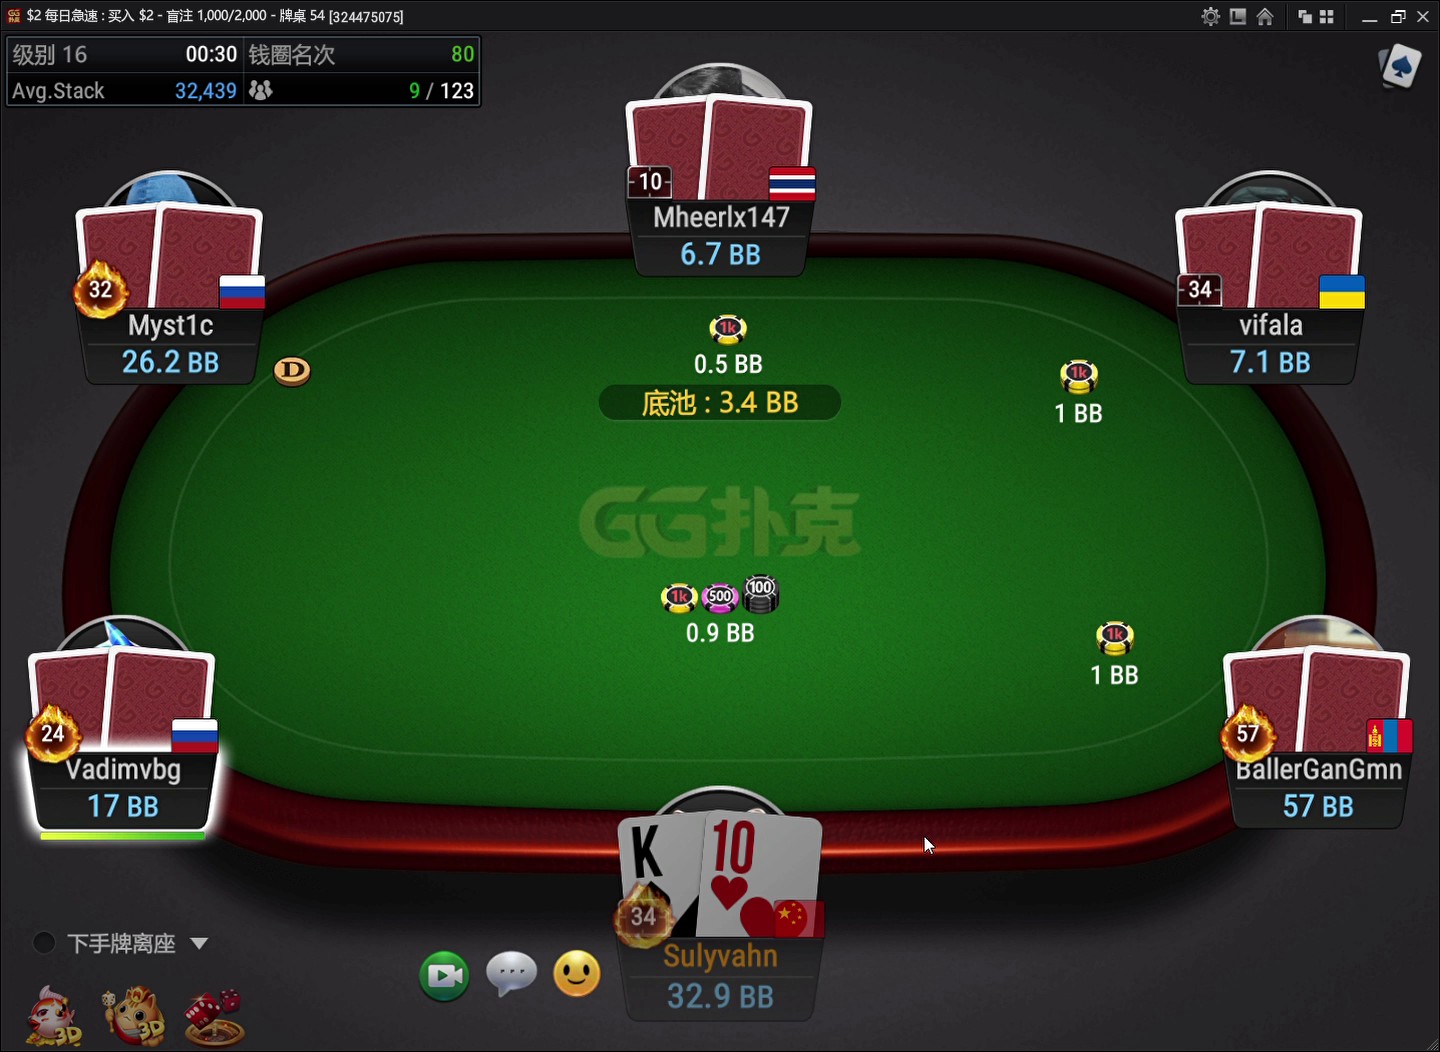 $2 每日急速 : 买入 $2 - 盲注 1,000/2,000 - 牌桌 54 [324475075]
级别 16 00:30 钱圈名次 80
Avg.Stack 32,439 9 / 123
10
Mheerlx147
6.7 BB
32
Myst1c
26.2 BB
34
vifala
7.1 BB
D
1k
0.5 BB
底池 : 3.4 BB
1k
1 BB
GG扑克
1k 500 100
0.9 BB
1k
1 BB
24
Vadimvbg
17 BB
57
BallerGanGmn
57 BB
K 10
34
Sulyvahn
32.9 BB
下手牌离座
3D 3D